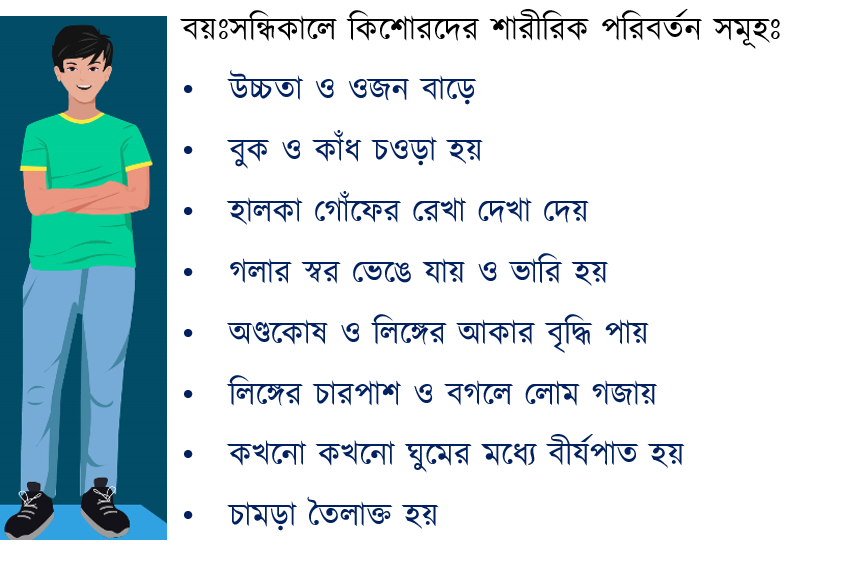 বয়ঃসন্ধিকালে কিশোরদের শারীরিক পরিবর্তন সমূহঃ
• উচ্চতা ও ওজন বাড়ে
• বুক ও কাঁধ চওড়া হয়
• হালকা গোঁফের রেখা দেখা দেয়
• গলার স্বর ভেঙে যায় ও ভারি হয়
• অণ্ডকোষ ও লিঙ্গের আকার বৃদ্ধি পায়
• লিঙ্গের চারপাশ ও বগলে লোম গজায়
• কখনো কখনো ঘুমের মধ্যে বীর্যপাত হয়
• চামড়া তৈলাক্ত হয়